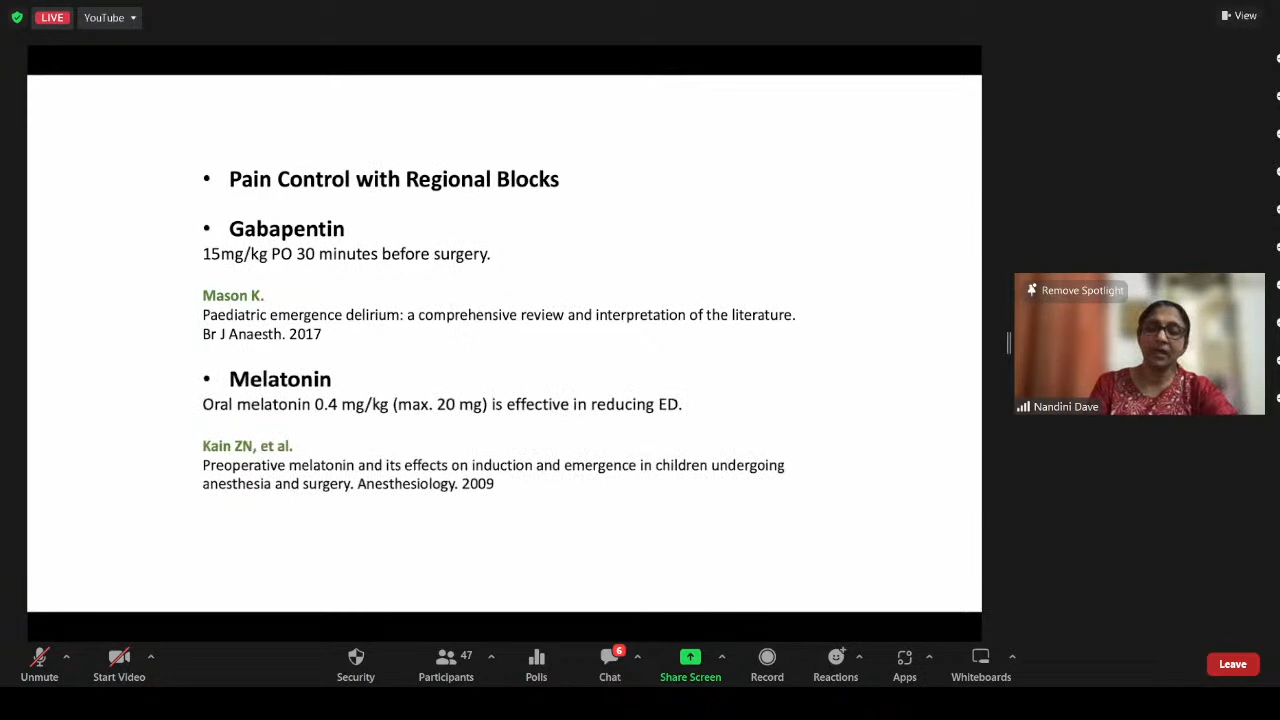 LIVE
YouTube
View
• Pain Control with Regional Blocks
• Gabapentin
15mg/kg PO 30 minutes before surgery.
Mason K.
Paediatric emergence delirium: a comprehensive review and interpretation of the literature.
Br J Anaesth. 2017
• Melatonin
Oral melatonin 0.4 mg/kg (max. 20 mg) is effective in reducing ED.
Kain ZN, et al.
Preoperative melatonin and its effects on induction and emergence in children undergoing
anesthesia and surgery. Anesthesiology. 2009
Remove Spotlight
Nandini Dave
Unmute
Start Video
Security
47
Participants
Polls
6
Chat
Share Screen
Record
Reactions
Apps
Whiteboards
Leave